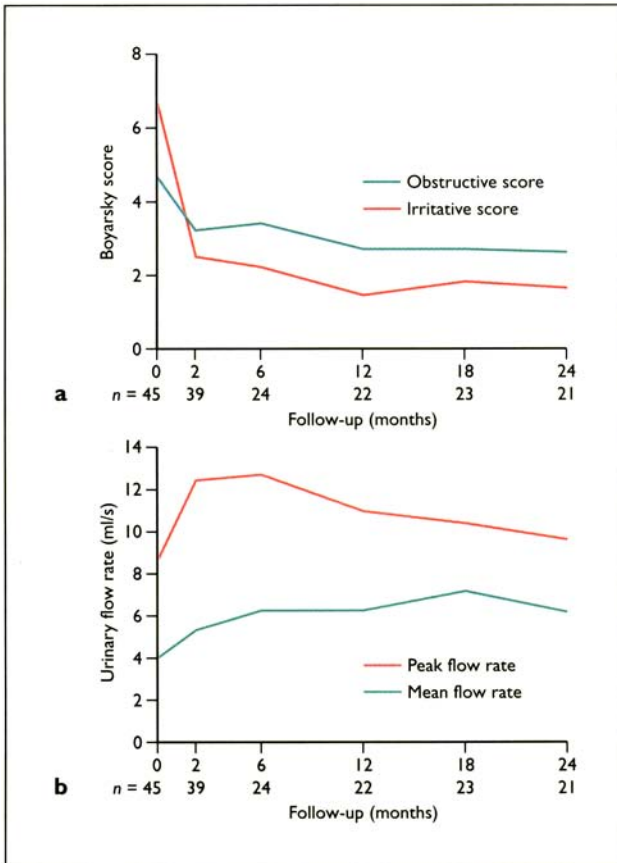 8
6
Boyarsky score
4
2
0
Obstructive score
Irritative score
0 2 6 12 18 24
a n = 45 39 24 22 23 21
Follow-up (months)
14
12
10
Urinary flow rate (ml/s)
8
6
4
2
0
Peak flow rate
Mean flow rate
0 2 6 12 18 24
b n = 45 39 24 22 23 21
Follow-up (months)